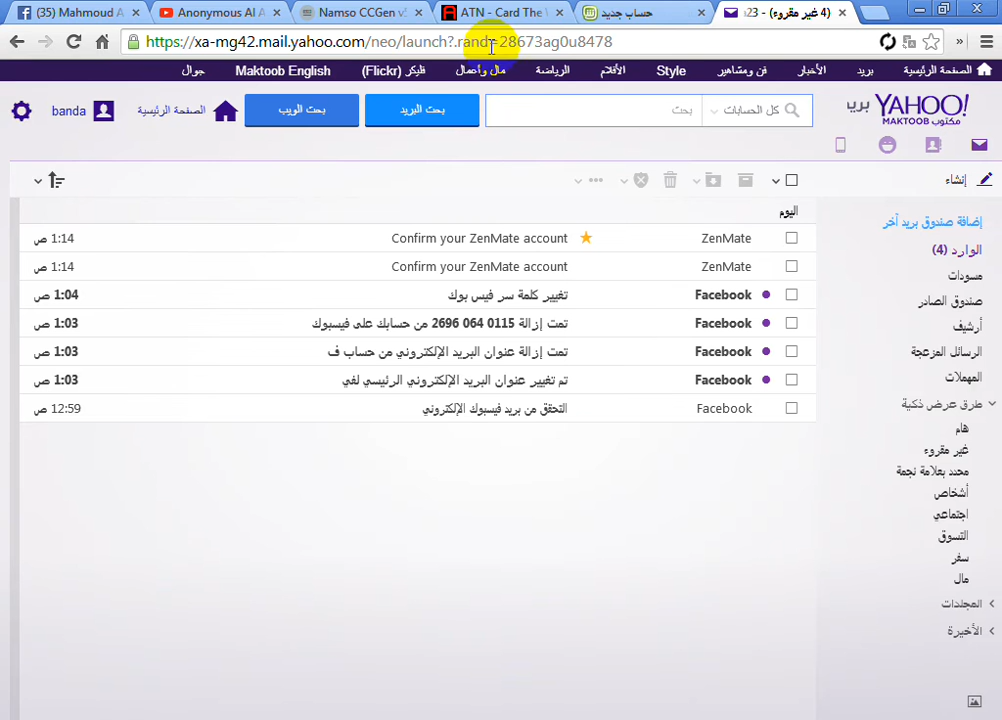 (35) Mahmoud A
Anonymous Al A
Namso CCGen v
ATN - Card The
حساب جديد
(4 غير مقروء) -
https://xa-mg42.mail.yahoo.com/neo/launch?.rand=28673ag0u8478
الصفحة الرئيسية بريد الأخبار فن ومشاهير Style الأفلام الرياضة مال وأعمال فليكر (Flickr) Maktoob English جوال
YAHOO! بريد
MAKTOOB مكتوب
كل الحسابات بحث
بحث البريد
بحث الويب
الصفحة الرئيسية
banda
إنشاء
اليوم
ZenMate Confirm your ZenMate account 1:14 ص
ZenMate Confirm your ZenMate account 1:14 ص
Facebook تغيير كلمة سر فيس بوك 1:04 ص
Facebook تمت إزالة 0115 064 2696 من حسابك على فيسبوك 1:03 ص
Facebook تمت إزالة عنوان البريد الإلكتروني من حساب ف 1:03 ص
Facebook تم تغيير عنوان البريد الإلكتروني الرئيسي لفي 1:03 ص
Facebook التحقق من بريد فيسبوك الإلكتروني 12:59 ص
إضافة صندوق بريد آخر
الوارد (4)
مسودات
صندوق الصادر
أرشيف
الرسائل المزعجة
المهملات
طرق عرض ذكية
هام
غير مقروء
محدد بعلامة نجمة
أشخاص
اجتماعي
التسوق
سفر
مال
المجلدات
الأخيرة